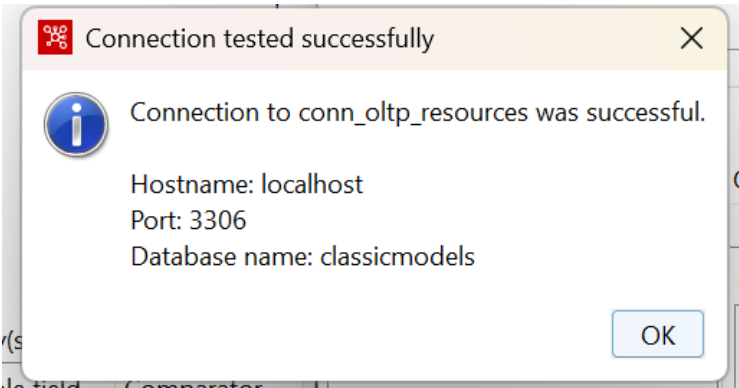 Connection tested successfully
Connection to conn_oltp_resources was successful.
Hostname: localhost
Port: 3306
Database name: classicmodels
OK
Comparator